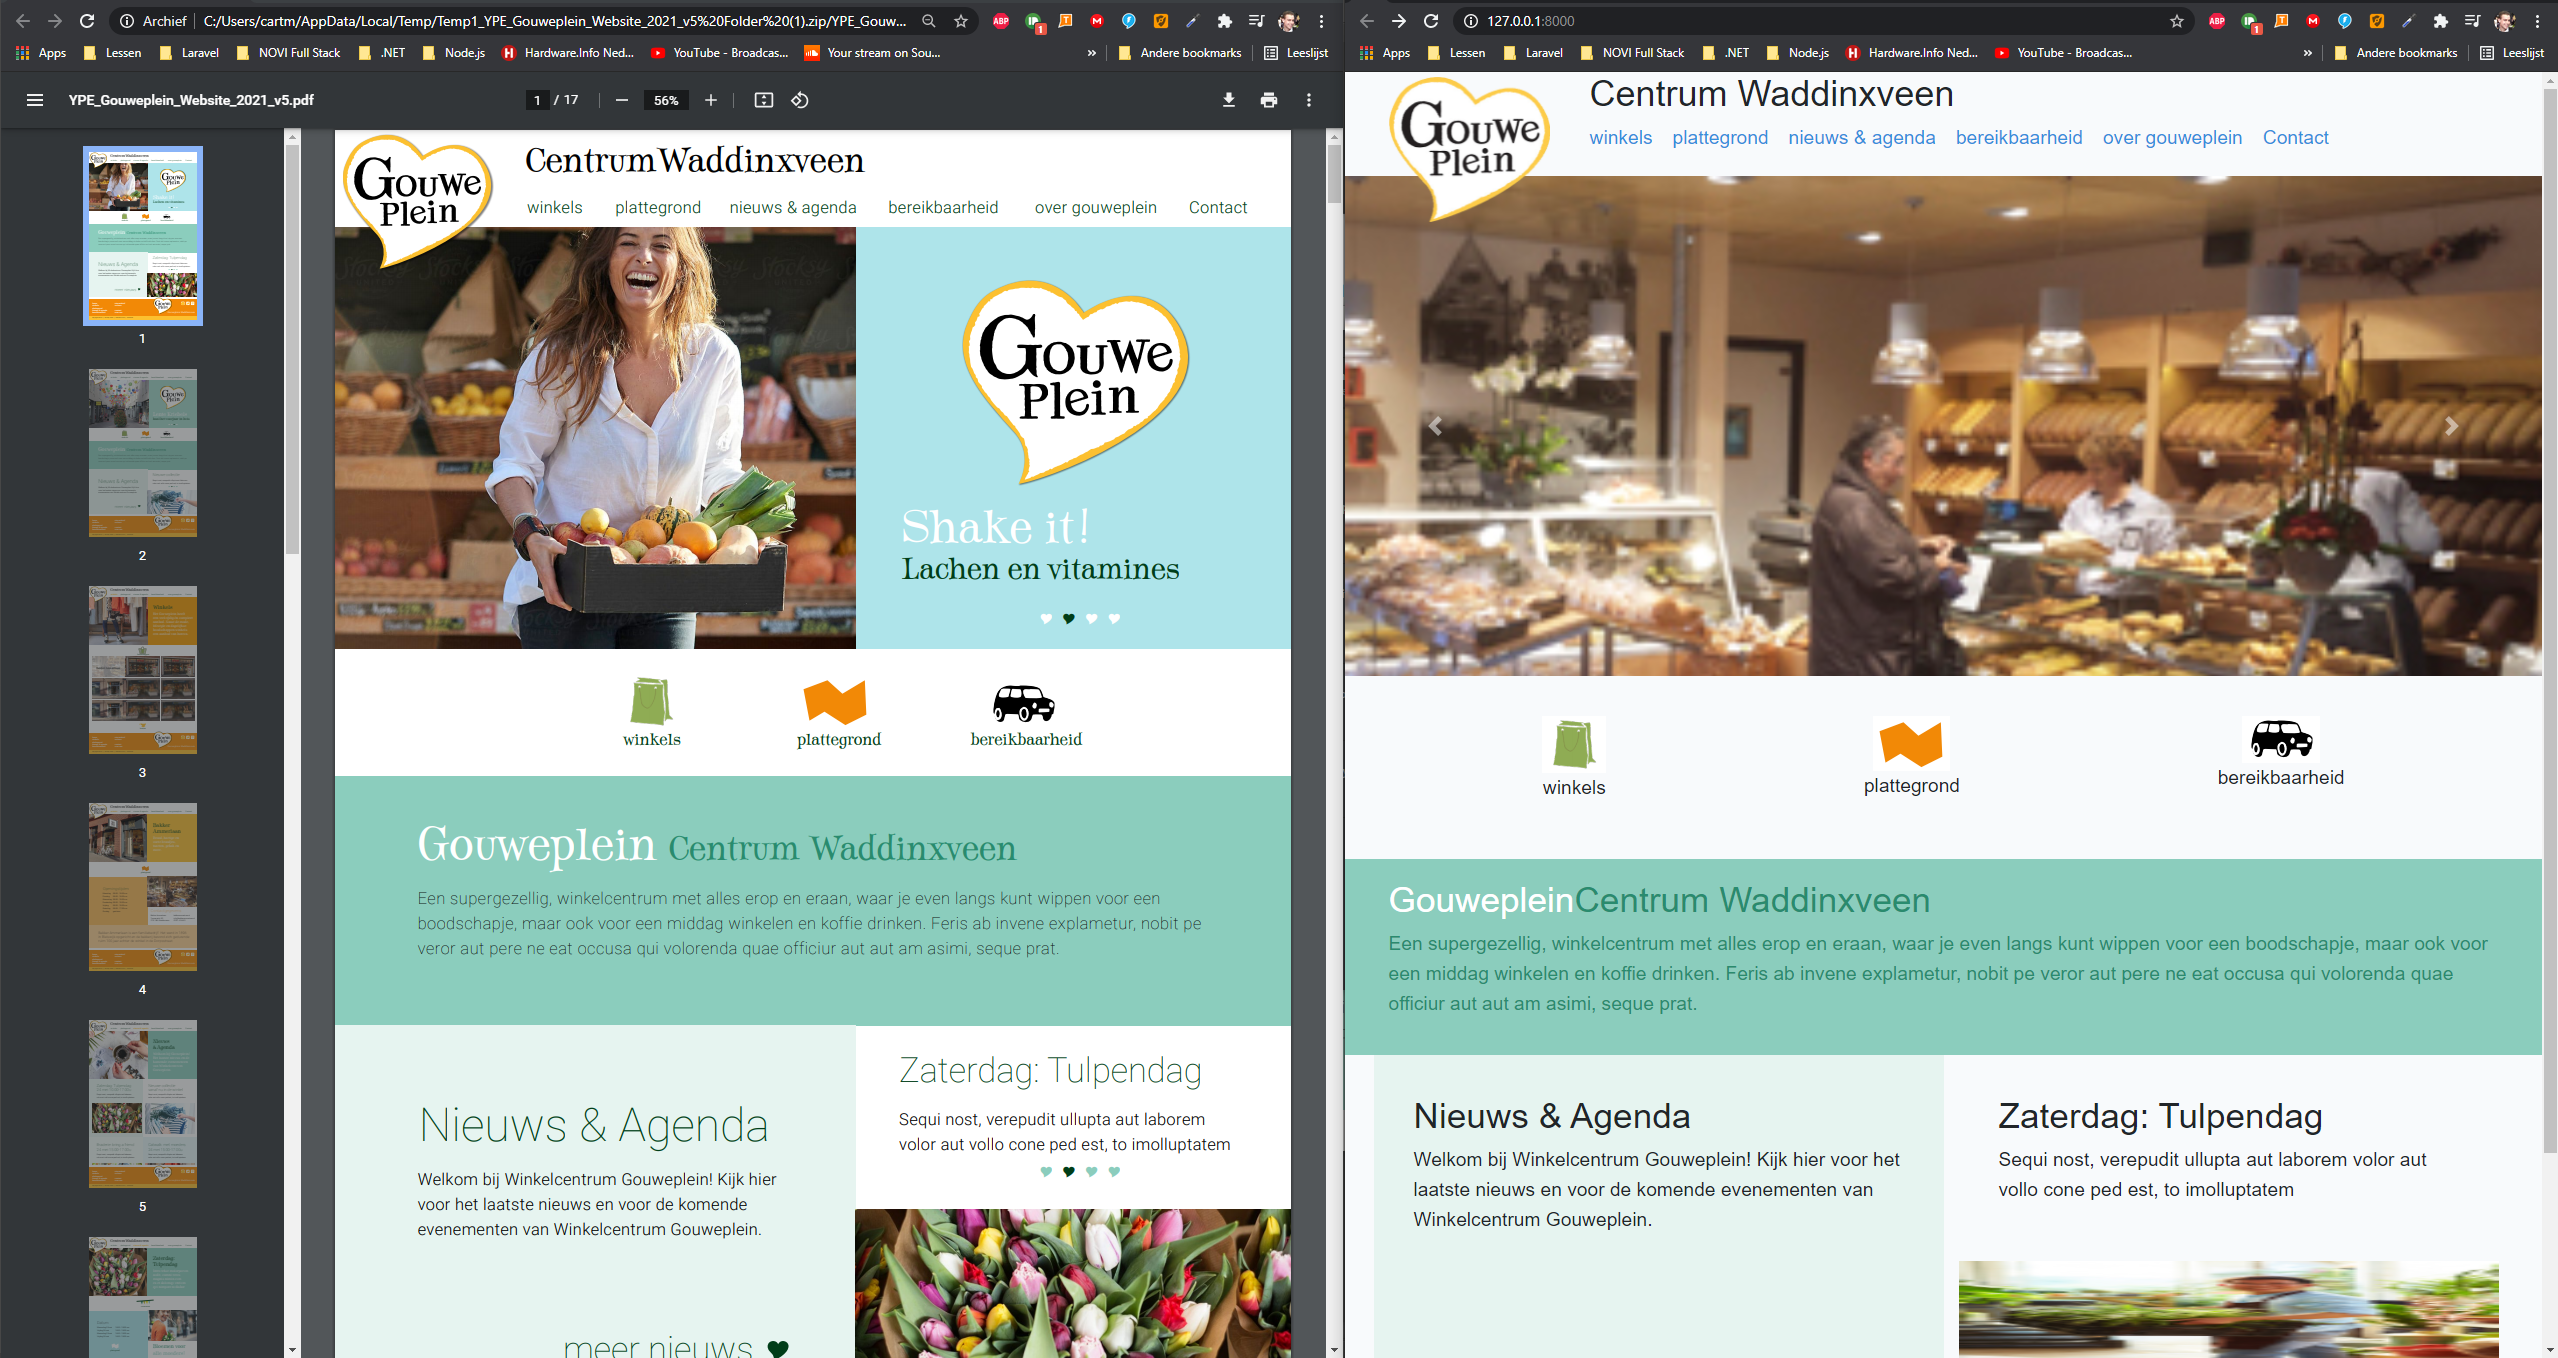 Archief
C:/Users/cartm/AppData/Local/Temp/Temp1_YPE_Gouweplein_Website_2021_v5%20Folder%20(1).zip/YPE_Gouw...
ABP
1
Apps
Lessen
Laravel
NOVI Full Stack
.NET
Node.js
Hardware.Info Ned...
YouTube - Broadcas...
Your stream on Sou...
»
Andere bookmarks
Leeslijst
YPE_Gouweplein_Website_2021_v5.pdf
1 / 17
56%
1
2
3
4
5
Gouwe
Plein
Centrum Waddinxveen
winkels
plattegrond
nieuws & agenda
bereikbaarheid
over gouweplein
Contact
Gouwe
Plein
Shake it!
Lachen en vitamines
winkels
plattegrond
bereikbaarheid
Gouweplein Centrum Waddinxveen
Een supergezellig, winkelcentrum met alles erop en eraan, waar je even langs kunt wippen voor een
boodschapje, maar ook voor een middag winkelen en koffie drinken. Feris ab invene explametur, nobit pe
veror aut pere ne eat occusa qui volorenda quae officiur aut aut am asimi, seque prat.
Nieuws & Agenda
Welkom bij Winkelcentrum Gouweplein! Kijk hier
voor het laatste nieuws en voor de komende
evenementen van Winkelcentrum Gouweplein.
meer nieuws
Zaterdag: Tulpendag
Sequi nost, verepudit ullupta aut laborem
volor aut vollo cone ped est, to imolluptatem
127.0.0.1:8000
ABP
1
Apps
Lessen
Laravel
NOVI Full Stack
.NET
Node.js
Hardware.Info Ned...
YouTube - Broadcas...
»
Andere bookmarks
Leeslijst
Gouwe
Plein
Centrum Waddinxveen
winkels
plattegrond
nieuws & agenda
bereikbaarheid
over gouweplein
Contact
winkels
plattegrond
bereikbaarheid
GouwepleinCentrum Waddinxveen
Een supergezellig, winkelcentrum met alles erop en eraan, waar je even langs kunt wippen voor een boodschapje, maar ook voor
een middag winkelen en koffie drinken. Feris ab invene explametur, nobit pe veror aut pere ne eat occusa qui volorenda quae
officiur aut aut am asimi, seque prat.
Nieuws & Agenda
Welkom bij Winkelcentrum Gouweplein! Kijk hier voor het
laatste nieuws en voor de komende evenementen van
Winkelcentrum Gouweplein.
Zaterdag: Tulpendag
Sequi nost, verepudit ullupta aut laborem volor aut
vollo cone ped est, to imolluptatem